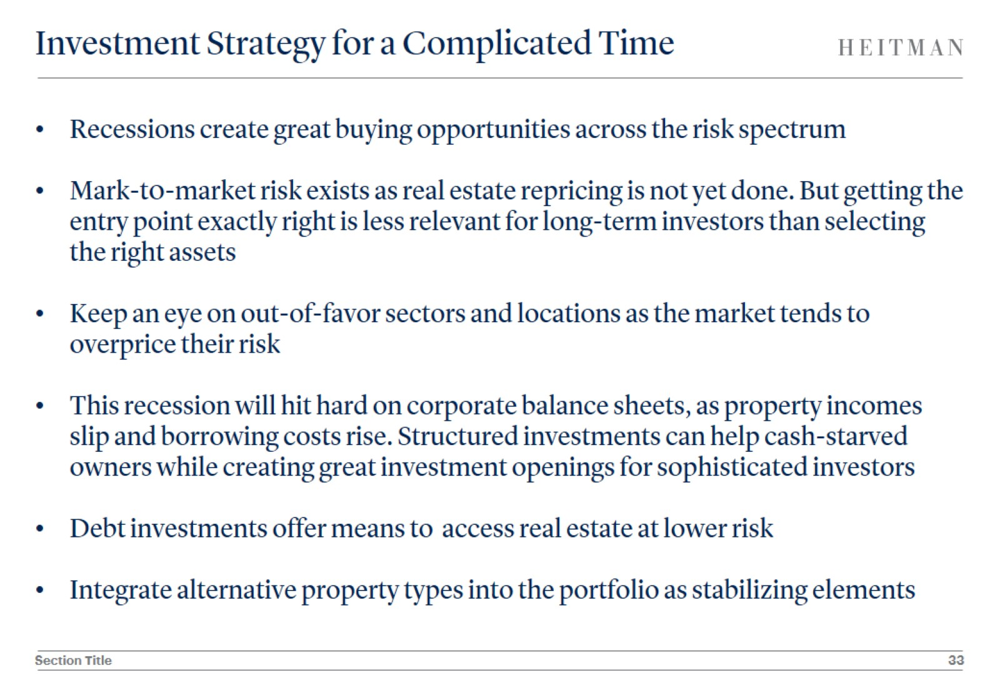 Investment Strategy for a Complicated Time
HEITMAN
• Recessions create great buying opportunities across the risk spectrum
• Mark-to-market risk exists as real estate repricing is not yet done. But getting the
entry point exactly right is less relevant for long-term investors than selecting
the right assets
• Keep an eye on out-of-favor sectors and locations as the market tends to
overprice their risk
• This recession will hit hard on corporate balance sheets, as property incomes
slip and borrowing costs rise. Structured investments can help cash-starved
owners while creating great investment openings for sophisticated investors
• Debt investments offer means to  access real estate at lower risk
• Integrate alternative property types into the portfolio as stabilizing elements
Section Title
33